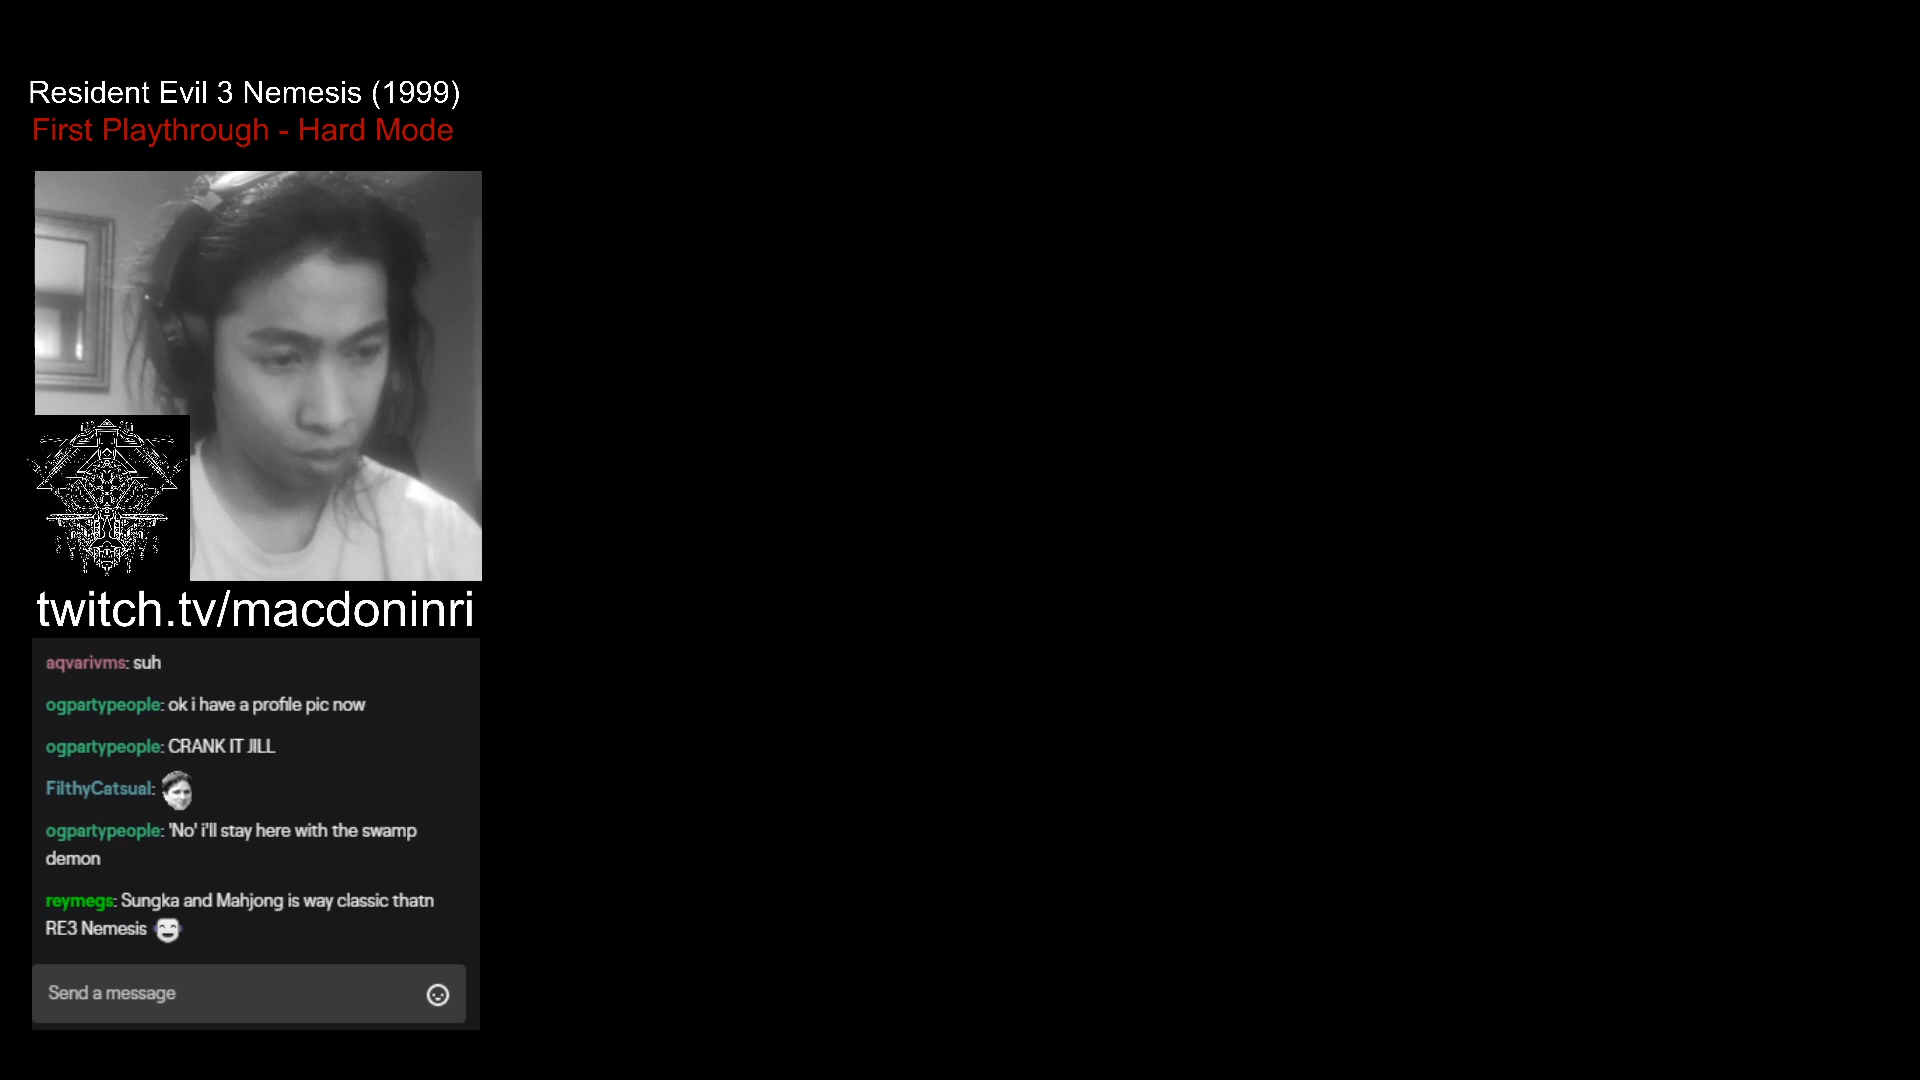 Resident Evil 3 Nemesis (1999)
First Playthrough - Hard Mode
twitch.tv/macdoninri
aqvarivms: suh
ogpartypeople: ok i have a profile pic now
ogpartypeople: CRANK IT JILL
FilthyCatsual:
ogpartypeople: 'No' i'll stay here with the swamp
demon
reymegs: Sungka and Mahjong is way classic thatn
RE3 Nemesis
Send a message